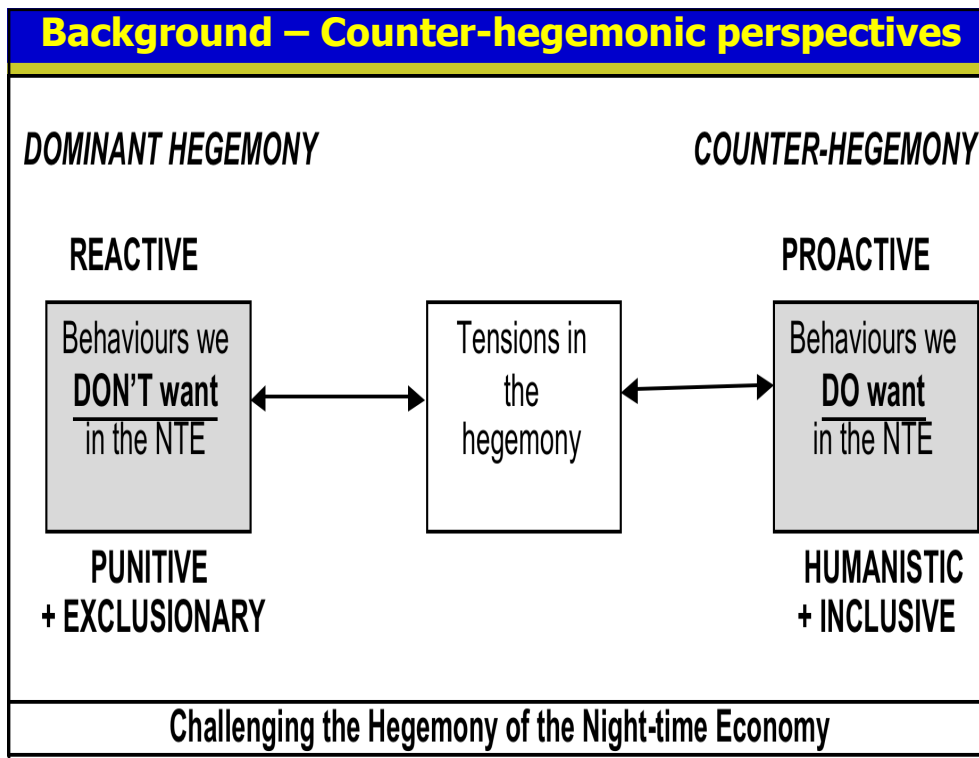 Background – Counter-hegemonic perspectives
DOMINANT HEGEMONY
COUNTER-HEGEMONY
REACTIVE
PROACTIVE
Behaviours we
DON'T want
in the NTE
Tensions in
the
hegemony
Behaviours we
DO want
in the NTE
PUNITIVE
+ EXCLUSIONARY
HUMANISTIC
+ INCLUSIVE
Challenging the Hegemony of the Night-time Economy